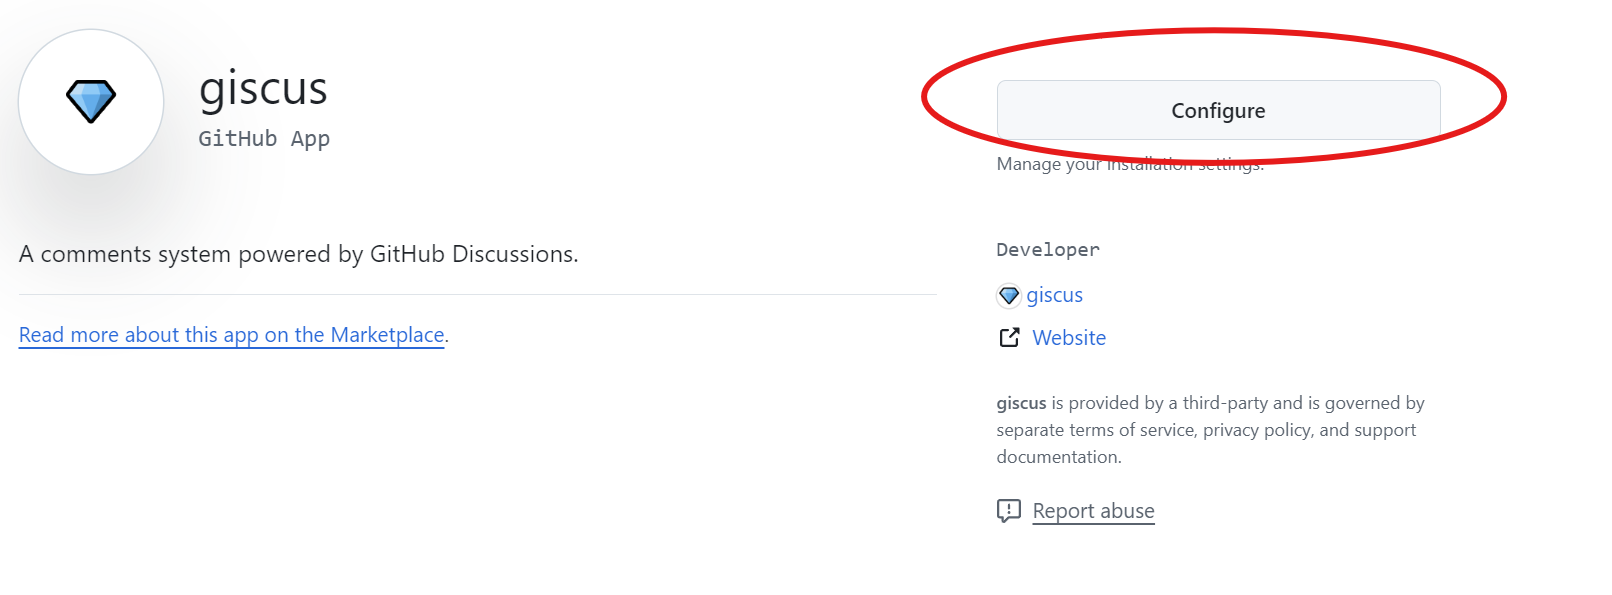 giscus
GitHub App
Configure
Manage your installation settings.
A comments system powered by GitHub Discussions.
Read more about this app on the Marketplace.
Developer
giscus
Website
giscus is provided by a third-party and is governed by
separate terms of service, privacy policy, and support
documentation.
Report abuse